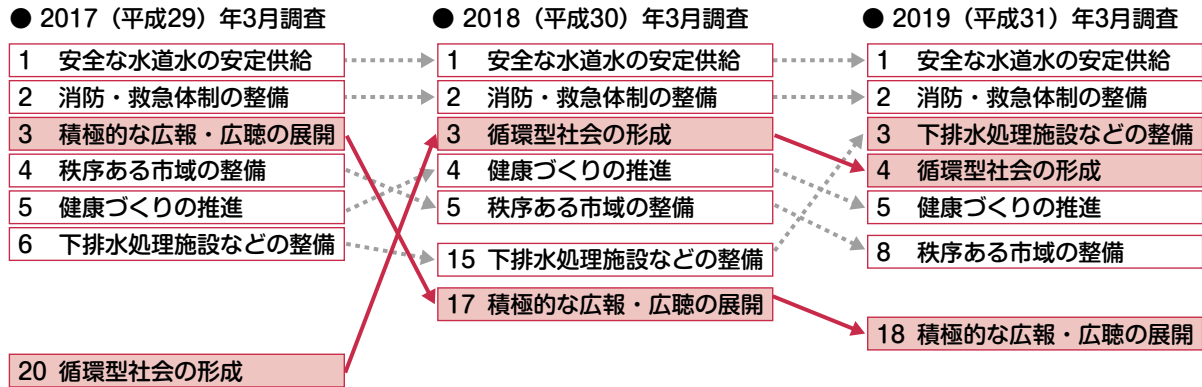 ● 2017（平成29）年3月調査
1 安全な水道水の安定供給
2 消防・救急体制の整備
3 積極的な広報・広聴の展開
4 秩序ある市域の整備
5 健康づくりの推進
6 下排水処理施設などの整備
20 循環型社会の形成
● 2018（平成30）年3月調査
1 安全な水道水の安定供給
2 消防・救急体制の整備
3 循環型社会の形成
4 健康づくりの推進
5 秩序ある市域の整備
15 下排水処理施設などの整備
17 積極的な広報・広聴の展開
● 2019（平成31）年3月調査
1 安全な水道水の安定供給
2 消防・救急体制の整備
3 下排水処理施設などの整備
4 循環型社会の形成
5 健康づくりの推進
8 秩序ある市域の整備
18 積極的な広報・広聴の展開